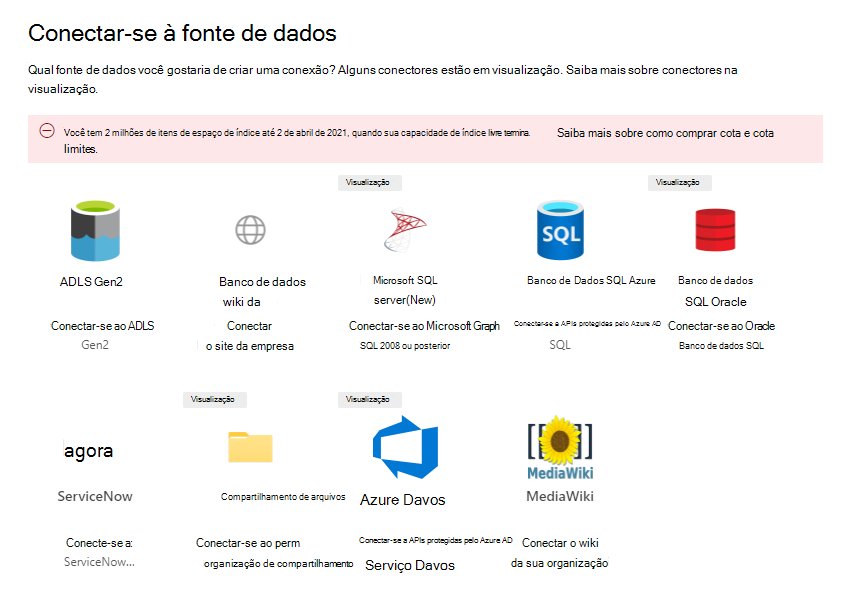 Conectar-se à fonte de dados
Qual fonte de dados você gostaria de criar uma conexão? Alguns conectores estão em visualização. Saiba mais sobre conectores na
visualização.
Você tem 2 milhões de itens de espaço de índice até 2 de abril de 2021, quando sua capacidade de índice livre termina. Saiba mais sobre como comprar cota e cota
limites.
Visualização
Visualização
SQL
ADLS Gen2
Banco de dados
wiki da
Microsoft SQL
server(New)
Banco de Dados SQL Azure
Banco de dados
SQL Oracle
Conectar-se ao ADLS
Gen2
Conectar
o site da empresa
Conectar-se ao Microsoft Graph
SQL 2008 ou posterior
Conectar-se a APIs protegidas pelo Azure AD
SQL
Conectar-se ao Oracle
Banco de dados SQL
Visualização
Visualização
agora
[[ ]]
MediaWiki
ServiceNow
Compartilhamento de arquivos
Azure Davos
MediaWiki
Conecte-se a:
ServiceNow...
Conectar-se ao perm
organização de compartilhamento
Conectar-se a APIs protegidas pelo Azure AD
Serviço Davos
Conectar o wiki
da sua organização